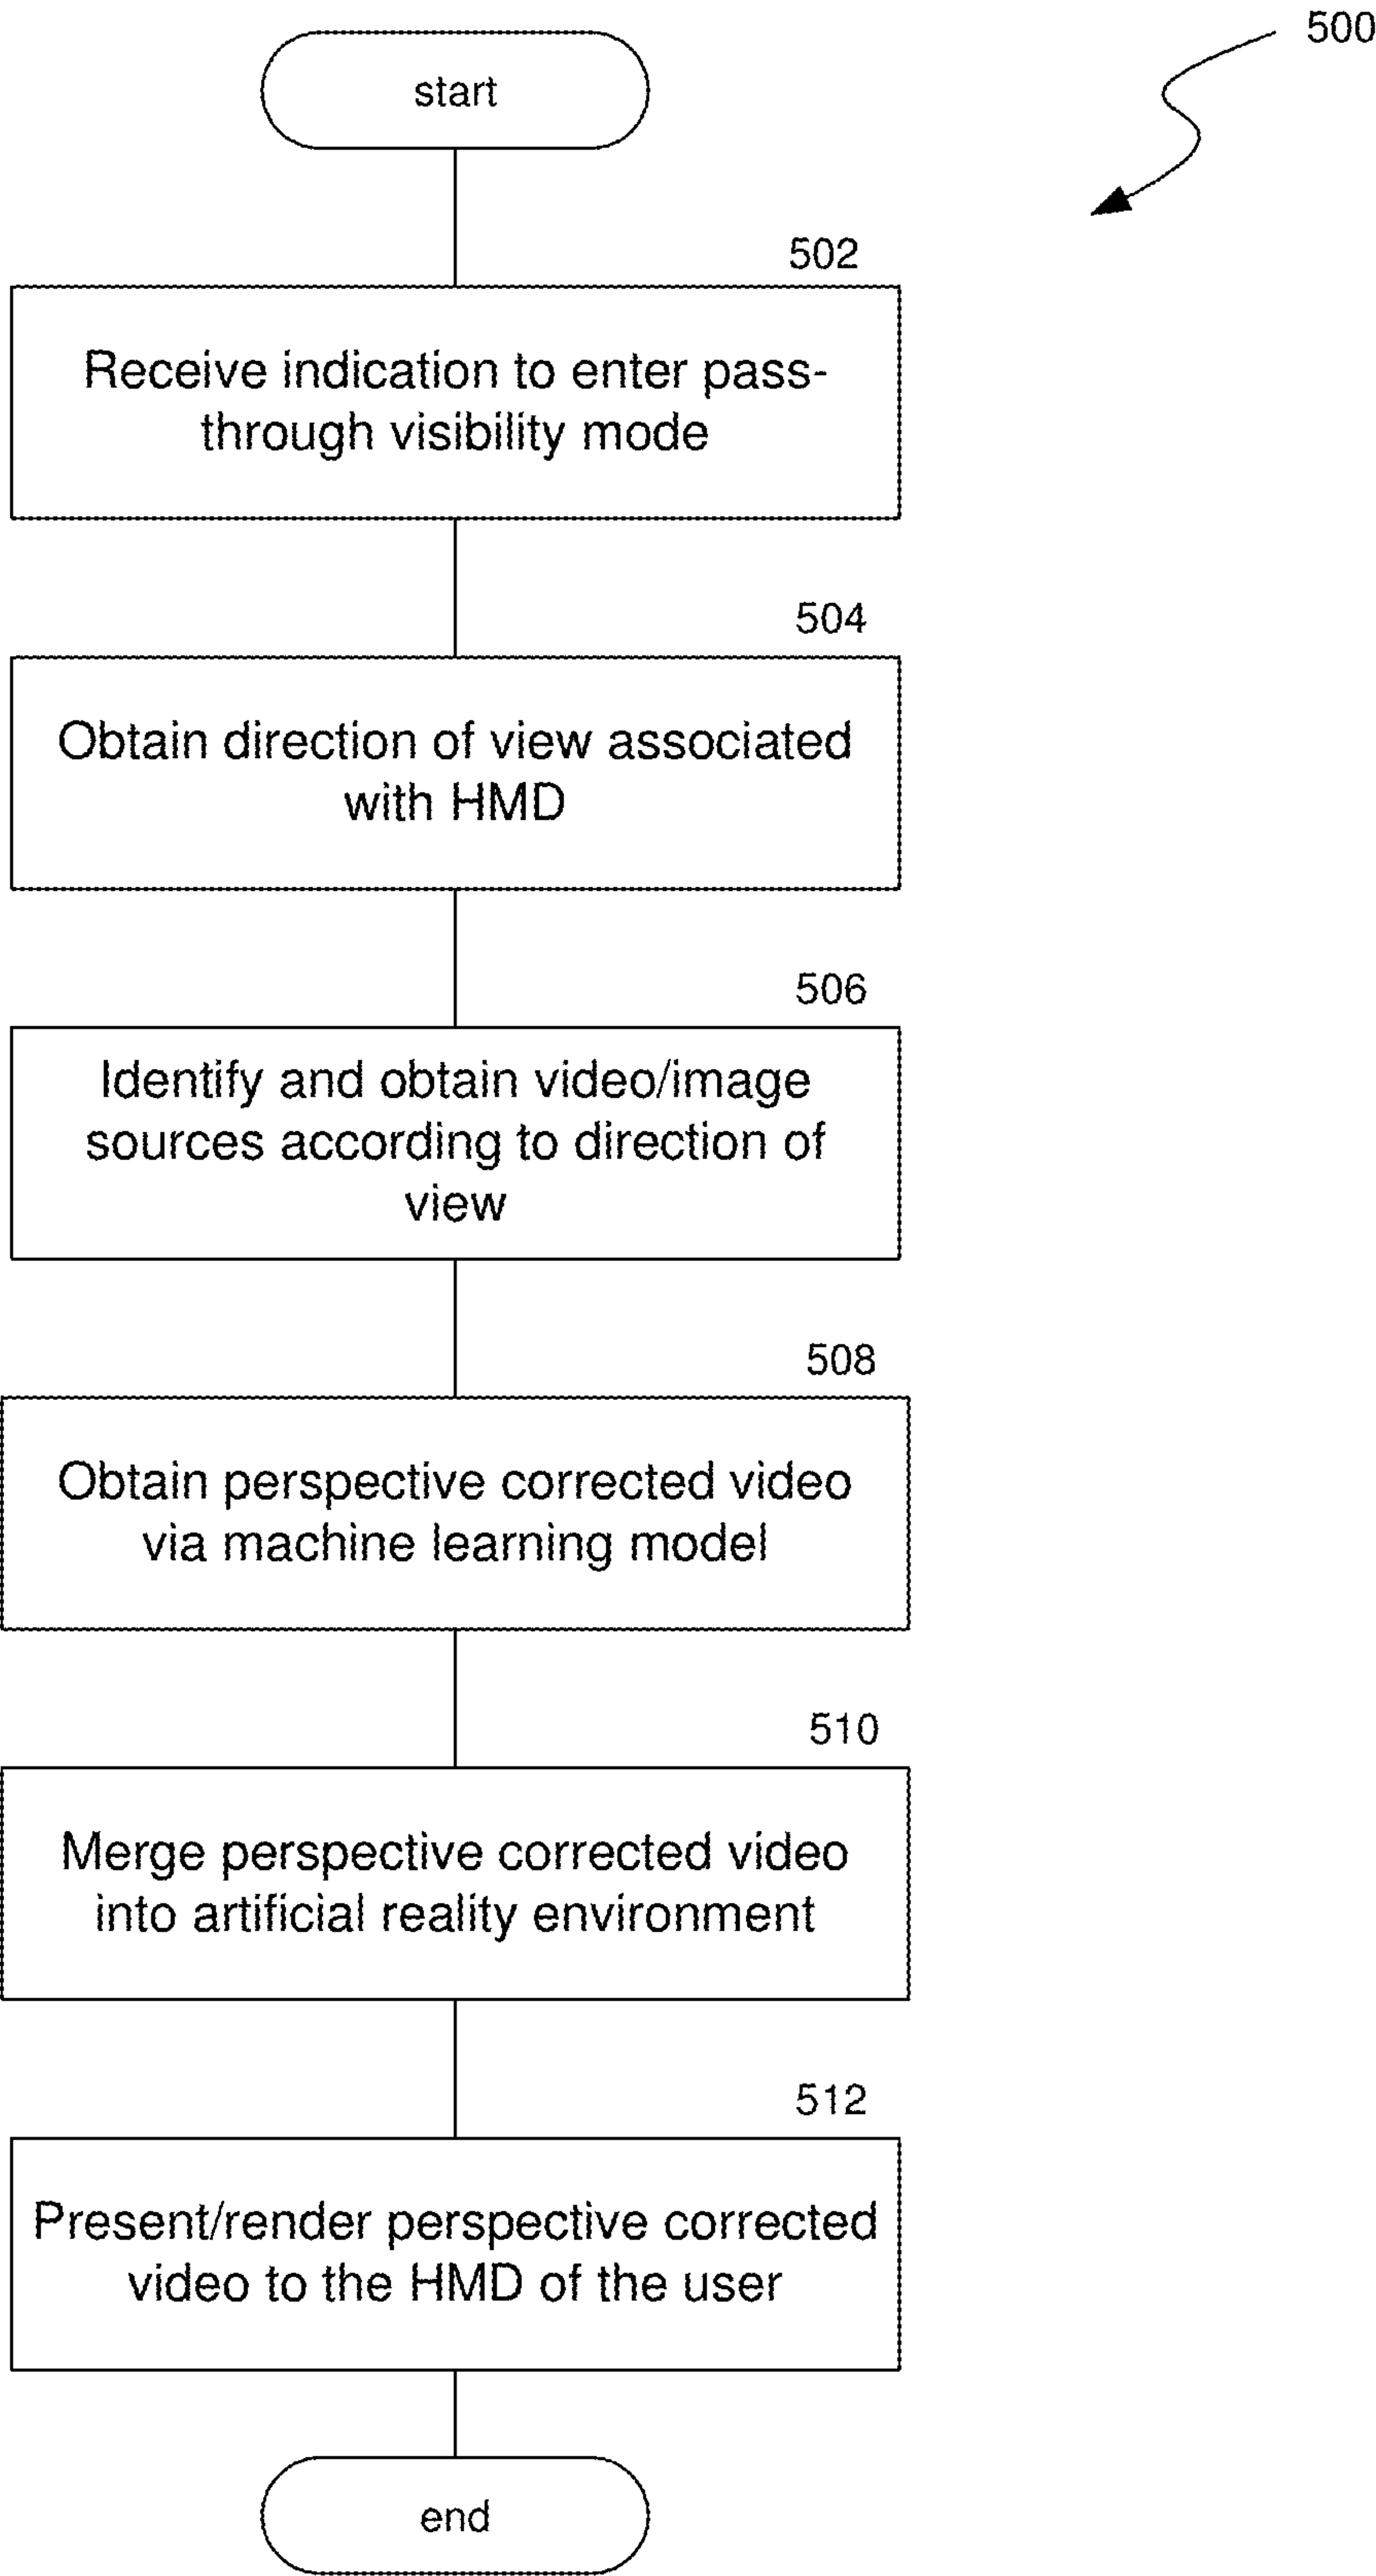 500
start
502
Receive indication to enter pass-
through visibility mode
504
Obtain direction of view associated
with HMD
506
Identify and obtain video/image
sources according to direction of
view
508
Obtain perspective corrected video
via machine learning model
510
Merge perspective corrected video
into artificial reality environment
512
Present/render perspective corrected
video to the HMD of the user
end